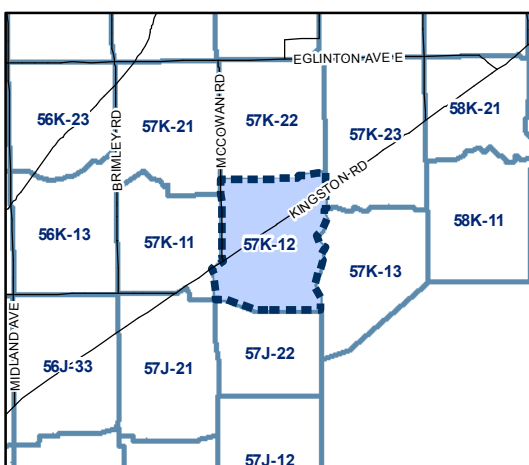 EGLINTON AVE E
56K-23
57K-21
57K-22
57K-23
58K-21
BRIMLEY RD
MCCOWAN RD
KINGSTON RD
56K-13
57K-11
57K-12
57K-13
58K-11
MIDLAND AVE
56J-33
57J-21
57J-22
57J-12